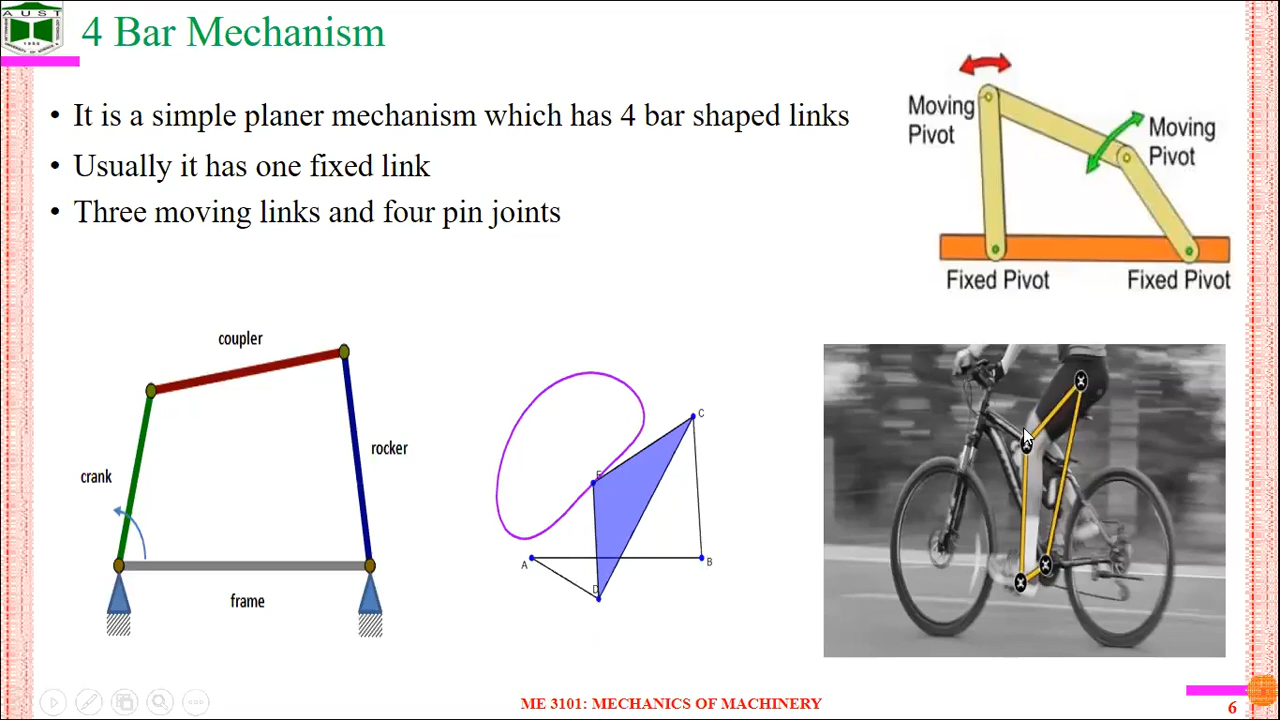 AUST
4 Bar Mechanism
• It is a simple planer mechanism which has 4 bar shaped links
• Usually it has one fixed link
• Three moving links and four pin joints
Moving
Pivot
Moving
Pivot
Fixed Pivot
Fixed Pivot
coupler
crank
rocker
frame
C
E
A
B
D
ME 3101: MECHANICS OF MACHINERY
6